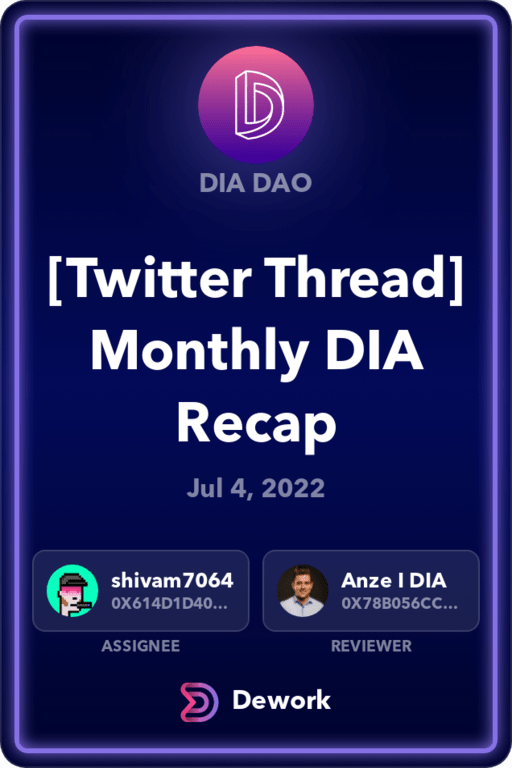 DIA DAO
[Twitter Thread]
Monthly DIA
Recap
Jul 4, 2022
shivam7064
0X614D1D40...
ASSIGNEE
Anze I DIA
0X78B056CC...
REVIEWER
Dework